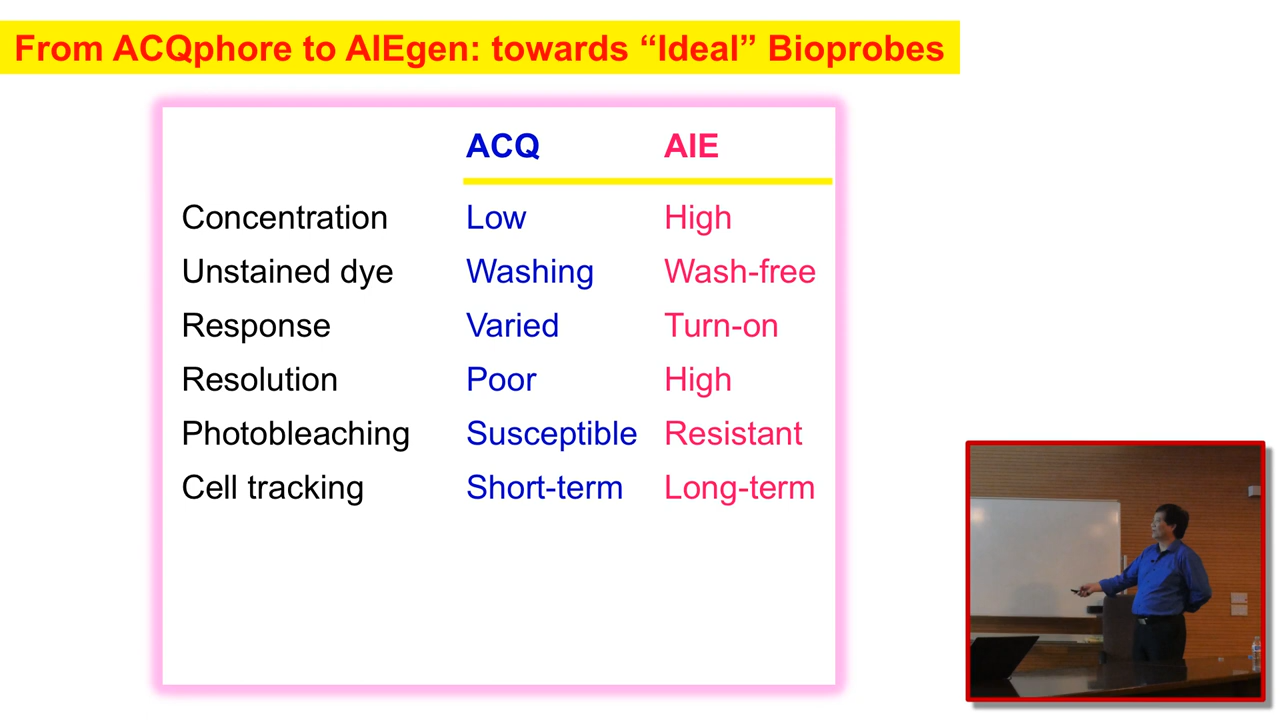 From ACQphore to AIEgen: towards “Ideal” Bioprobes
ACQ AIE
Concentration Low High
Unstained dye Washing Wash-free
Response Varied Turn-on
Resolution Poor High
Photobleaching Susceptible Resistant
Cell tracking Short-term Long-term